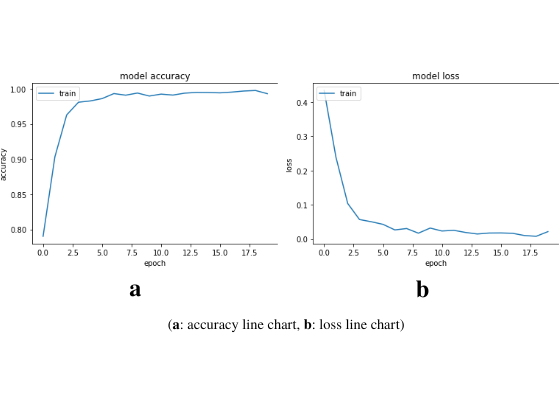 model accuracy
train
1.00
0.95
0.90
0.85
0.80
accuracy
0.0 2.5 5.0 7.5 10.0 12.5 15.0 17.5
epoch
a
model loss
train
0.4
0.3
0.2
0.1
0.0
loss
0.0 2.5 5.0 7.5 10.0 12.5 15.0 17.5
epoch
b
(a: accuracy line chart, b: loss line chart)